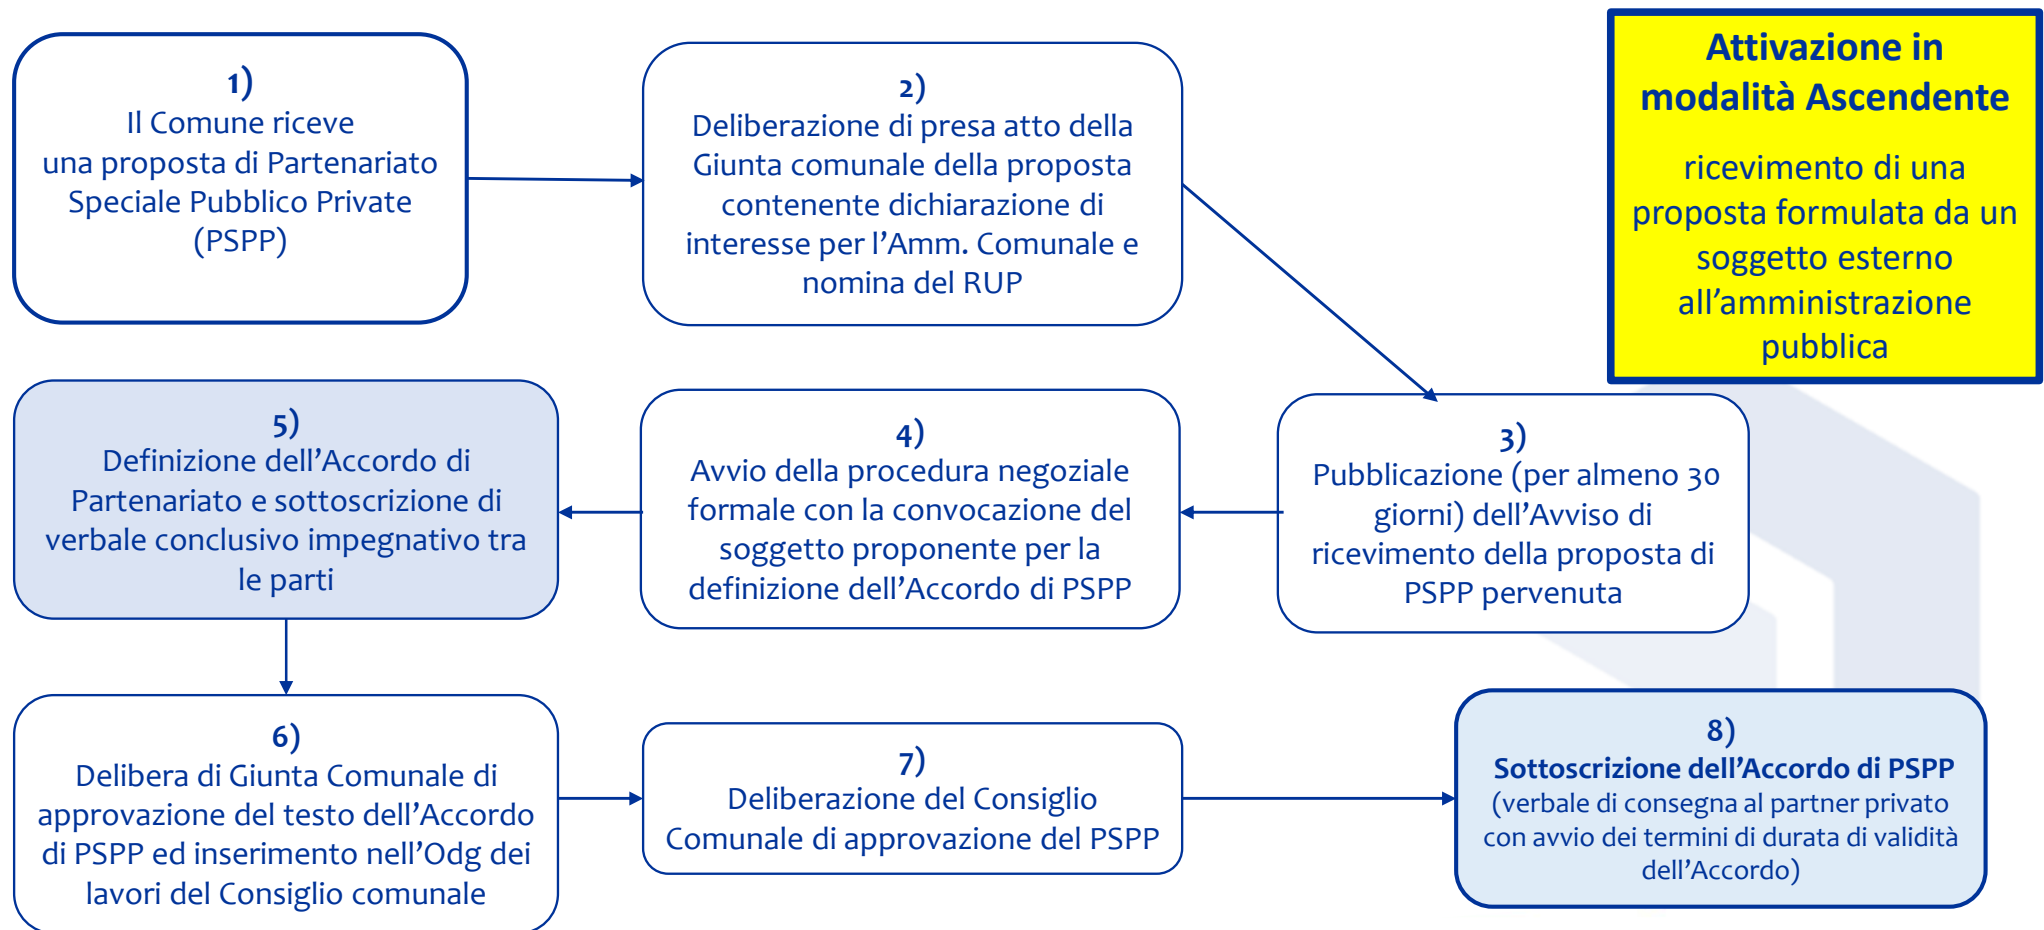 1)
Il Comune riceve
una proposta di Partenariato
Speciale Pubblico Private
(PSPP)
2)
Deliberazione di presa atto della
Giunta comunale della proposta
contenente dichiarazione di
interesse per l’Amm. Comunale e
nomina del RUP
Attivazione in
modalità Ascendente
ricevimento di una
proposta formulata da un
soggetto esterno
all’amministrazione
pubblica
3)
Pubblicazione (per almeno 30
giorni) dell’Avviso di
ricevimento della proposta di
PSPP pervenuta
4)
Avvio della procedura negoziale
formale con la convocazione del
soggetto proponente per la
definizione dell’Accordo di PSPP
5)
Definizione dell’Accordo di
Partenariato e sottoscrizione di
verbale conclusivo impegnativo tra
le parti
6)
Delibera di Giunta Comunale di
approvazione del testo dell’Accordo
di PSPP ed inserimento nell’Odg dei
lavori del Consiglio comunale
7)
Deliberazione del Consiglio
Comunale di approvazione del PSPP
8)
Sottoscrizione dell’Accordo di PSPP
(verbale di consegna al partner privato
con avvio dei termini di durata di validità
dell’Accordo)